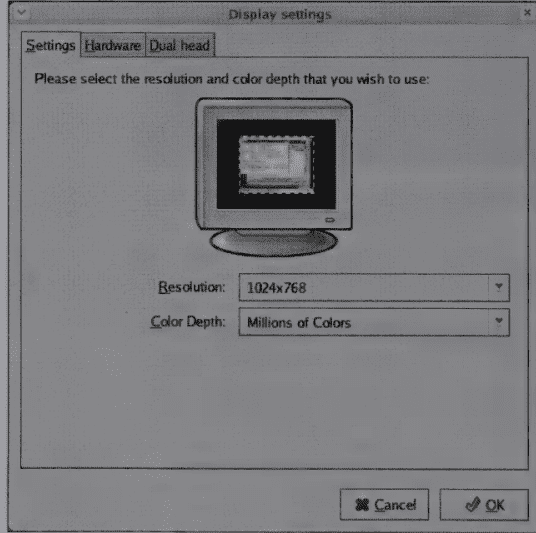 Display settings
Settings Hardware Dual head
Please select the resolution and color depth that you wish to use:
Resolution: 1024x768
Color Depth: Millions of Colors
Cancel OK